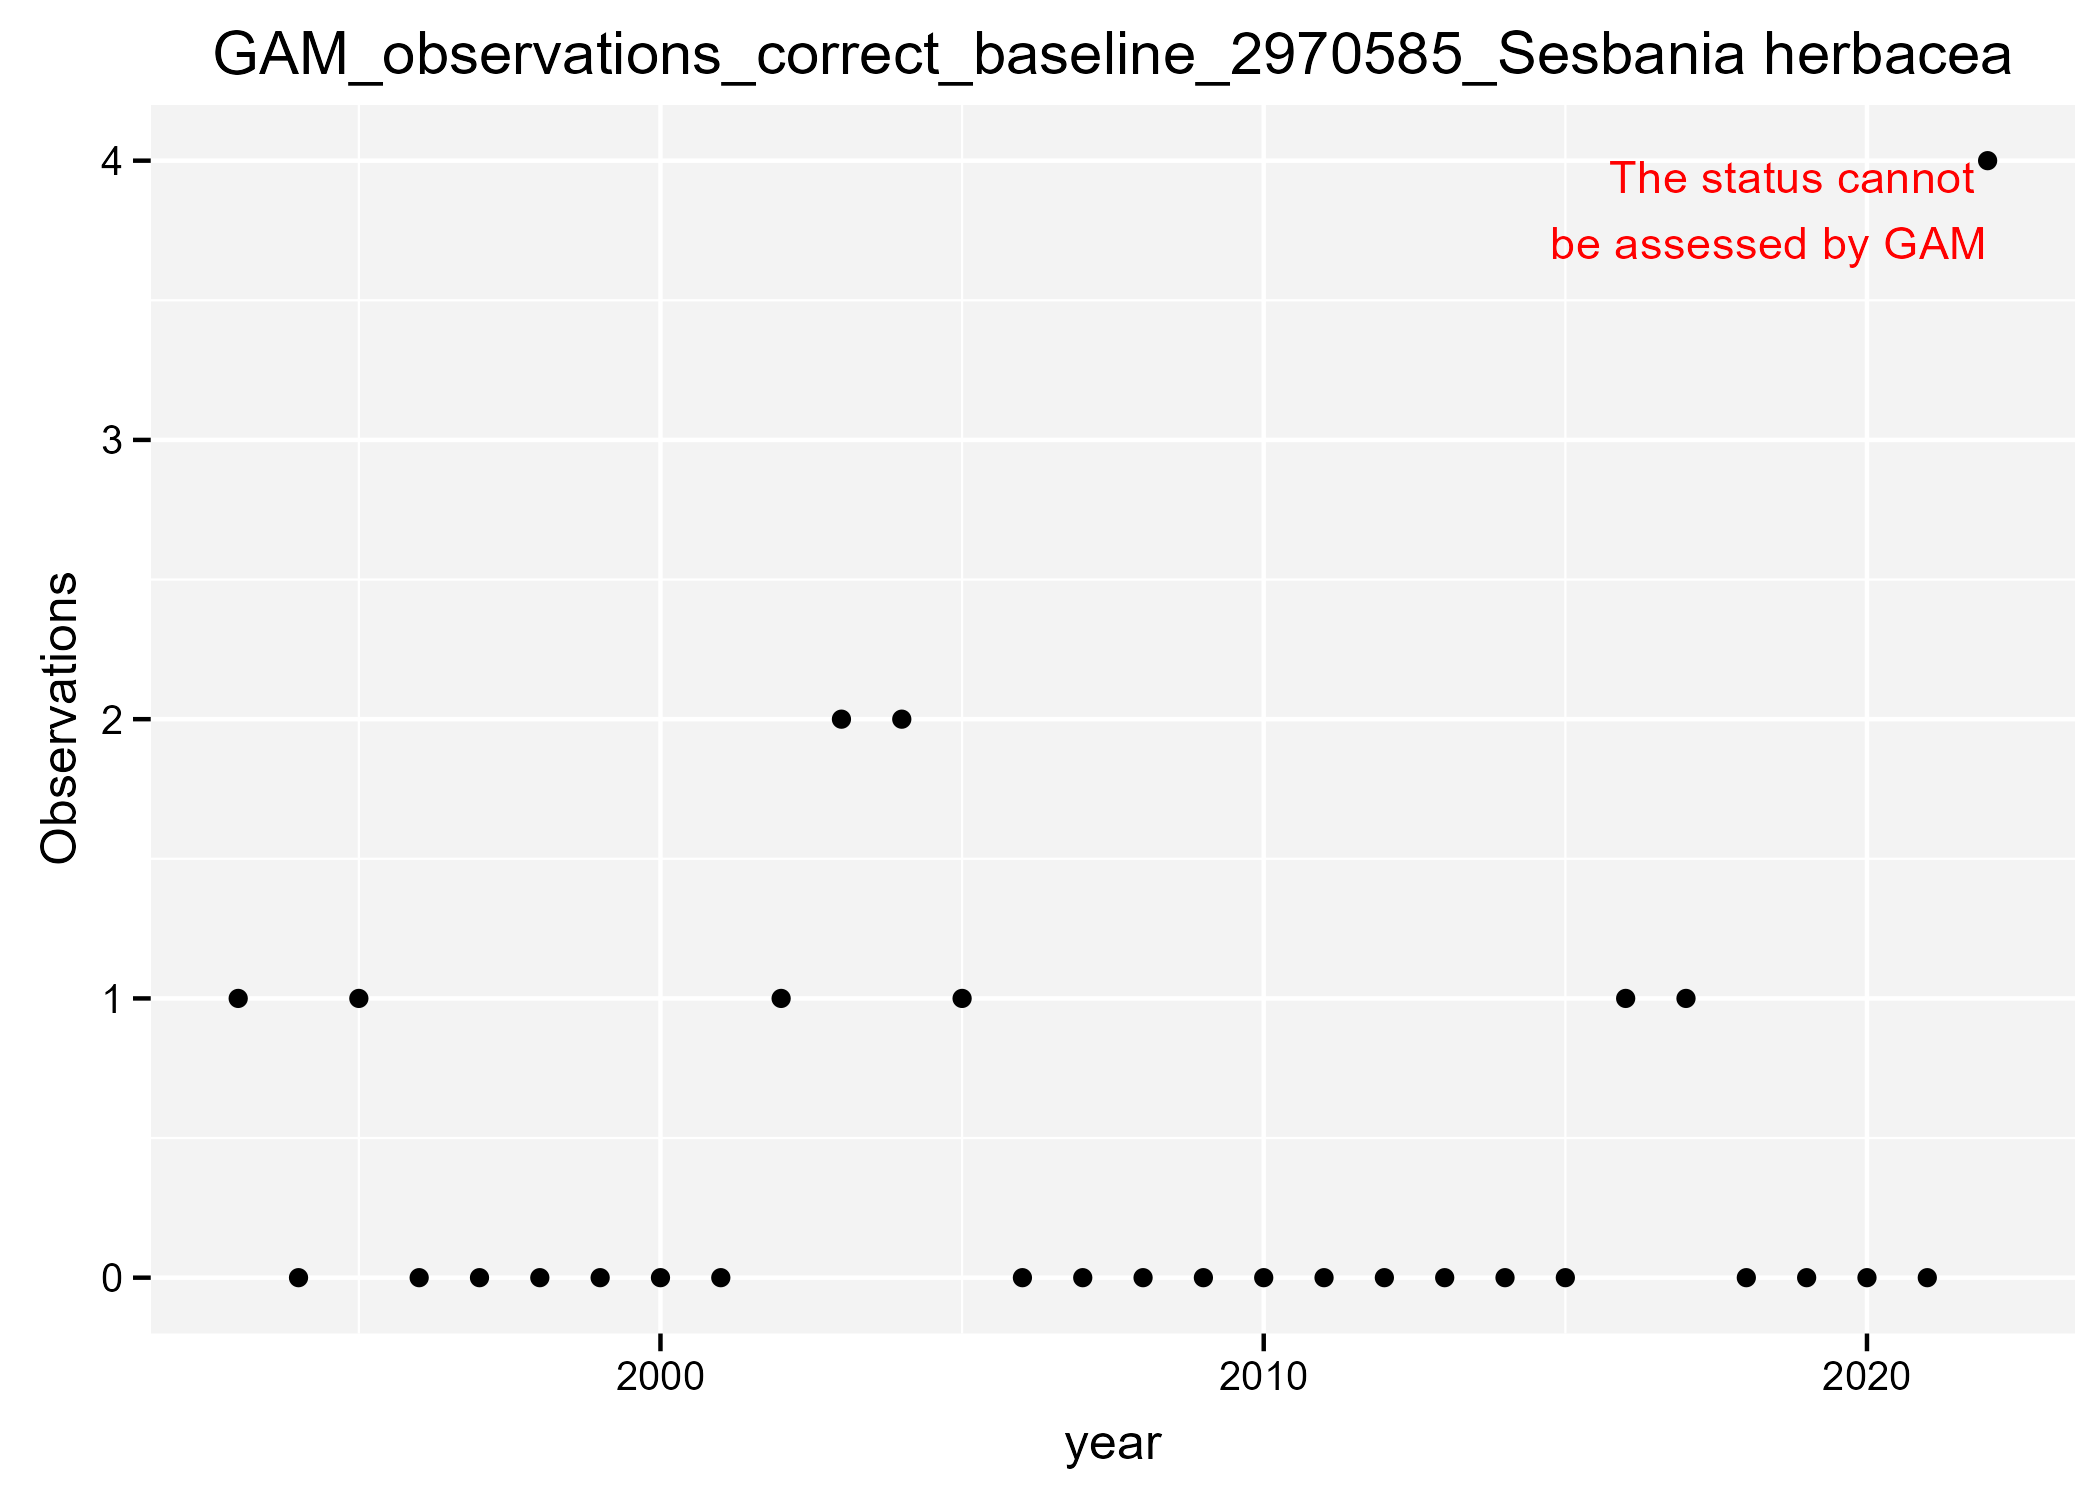 GAM_observations_correct_baseline_2970585_Sesbania herbacea
4
The status cannot
be assessed by GAM
3
Observations
2
1
0
2000 2010 2020
year